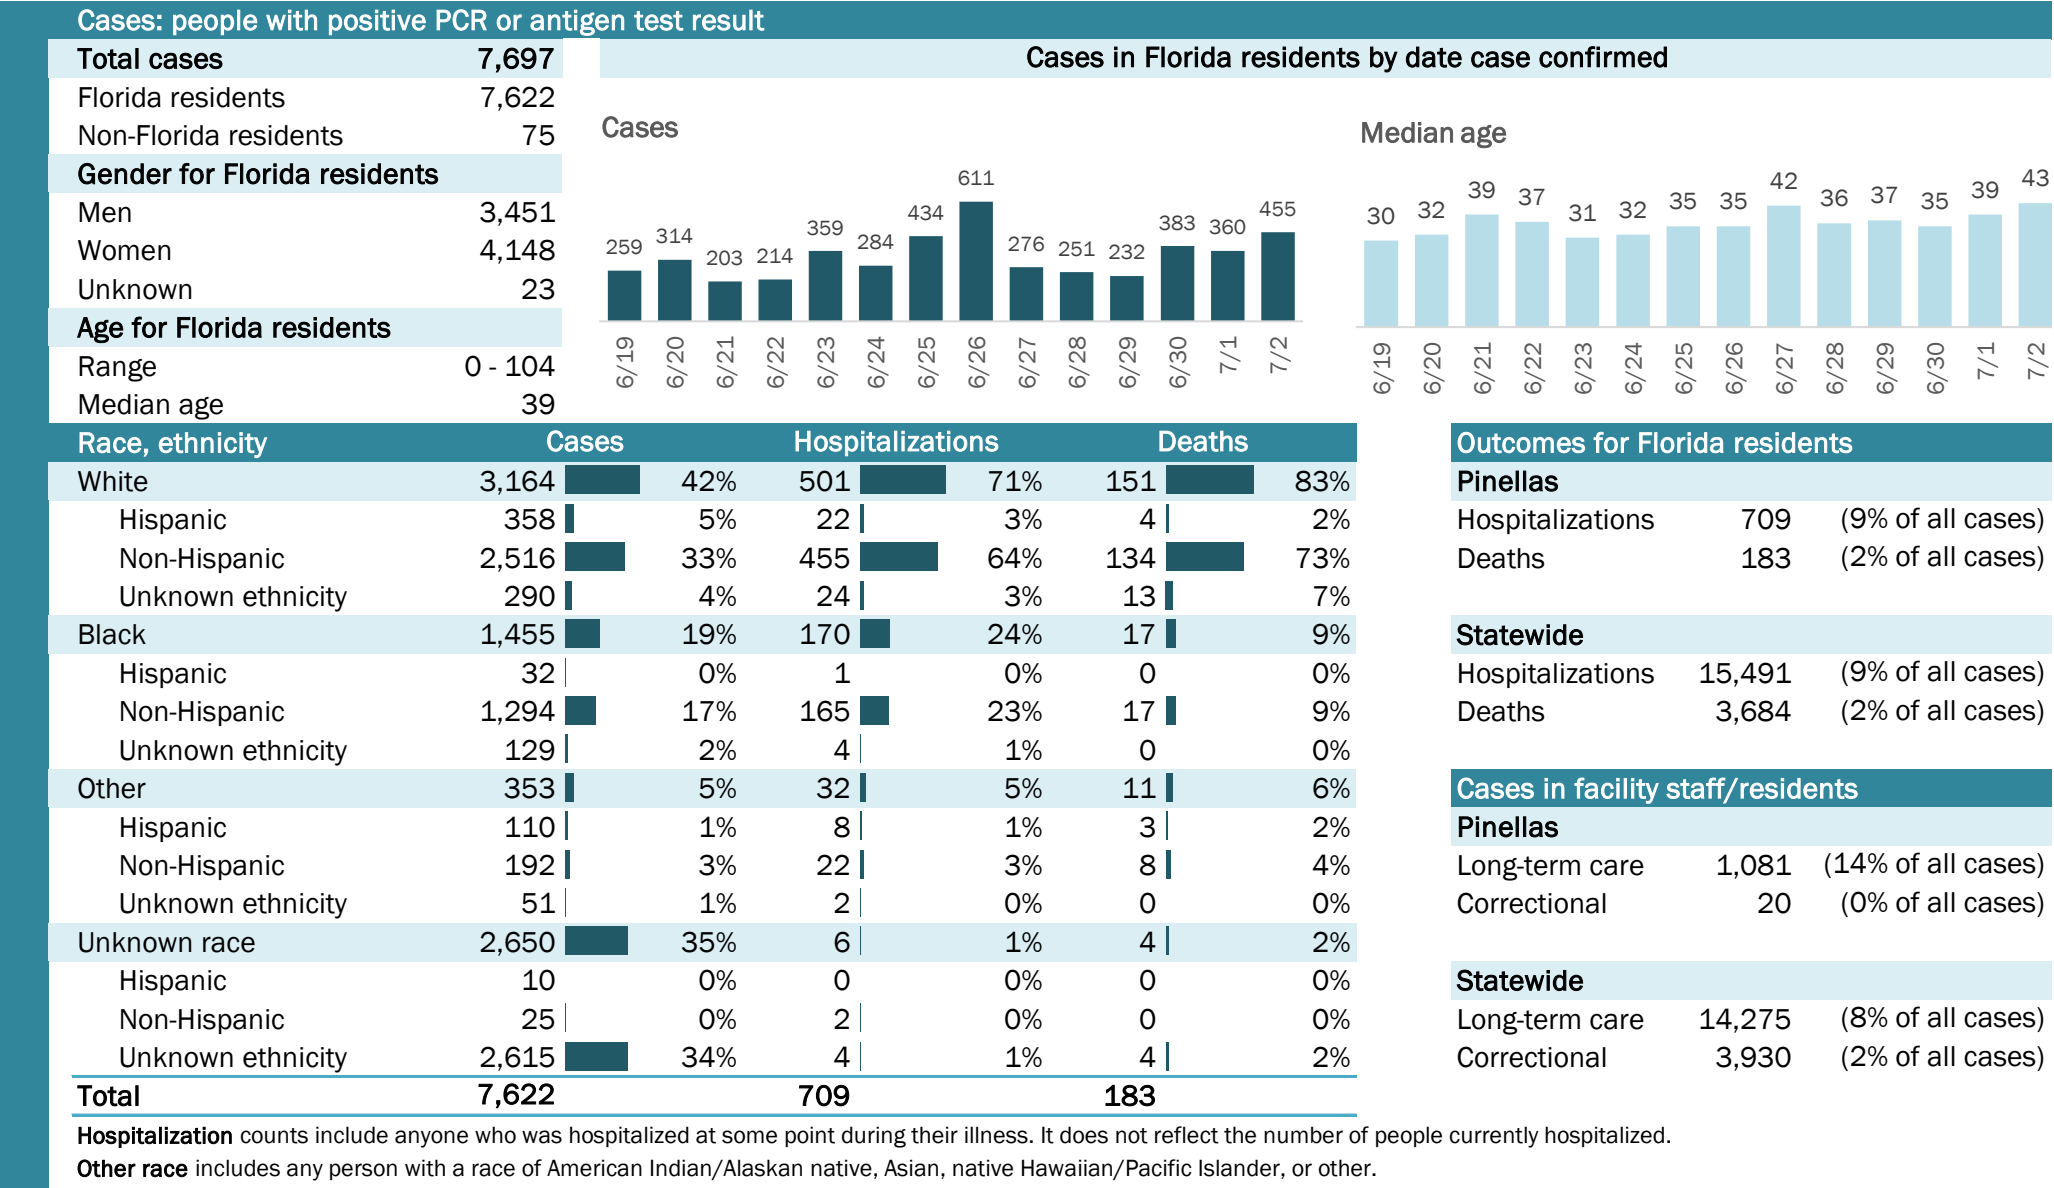 Cases: people with positive PCR or antigen test result
Total cases 7,697
Florida residents 7,622
Non-Florida residents 75
Gender for Florida residents
Men 3,451
Women 4,148
Unknown 23
Age for Florida residents
Range 0 - 104
Median age 39
Cases in Florida residents by date case confirmed
Cases
259 314 203 214 359 284 434 611 276 251 232 383 360 455
6/19 6/20 6/21 6/22 6/23 6/24 6/25 6/26 6/27 6/28 6/29 6/30 7/1 7/2
Median age
30 32 39 37 31 32 35 35 42 36 37 35 39 43
6/19 6/20 6/21 6/22 6/23 6/24 6/25 6/26 6/27 6/28 6/29 6/30 7/1 7/2
Race, ethnicity Cases Hospitalizations Deaths
White 3,164 42% 501 71% 151 83%
Hispanic 358 5% 22 3% 4 2%
Non-Hispanic 2,516 33% 455 64% 134 73%
Unknown ethnicity 290 4% 24 3% 13 7%
Black 1,455 19% 170 24% 17 9%
Hispanic 32 0% 1 0% 0 0%
Non-Hispanic 1,294 17% 165 23% 17 9%
Unknown ethnicity 129 2% 4 1% 0 0%
Other 353 5% 32 5% 11 6%
Hispanic 110 1% 8 1% 3 2%
Non-Hispanic 192 3% 22 3% 8 4%
Unknown ethnicity 51 1% 2 0% 0 0%
Unknown race 2,650 35% 6 1% 4 2%
Hispanic 10 0% 0 0% 0 0%
Non-Hispanic 25 0% 2 0% 0 0%
Unknown ethnicity 2,615 34% 4 1% 4 2%
Total 7,622 709 183
Outcomes for Florida residents
Pinellas
Hospitalizations 709 (9% of all cases)
Deaths 183 (2% of all cases)
Statewide
Hospitalizations 15,491 (9% of all cases)
Deaths 3,684 (2% of all cases)
Cases in facility staff/residents
Pinellas
Long-term care 1,081 (14% of all cases)
Correctional 20 (0% of all cases)
Statewide
Long-term care 14,275 (8% of all cases)
Correctional 3,930 (2% of all cases)
Hospitalization counts include anyone who was hospitalized at some point during their illness. It does not reflect the number of people currently hospitalized.
Other race includes any person with a race of American Indian/Alaskan native, Asian, native Hawaiian/Pacific Islander, or other.